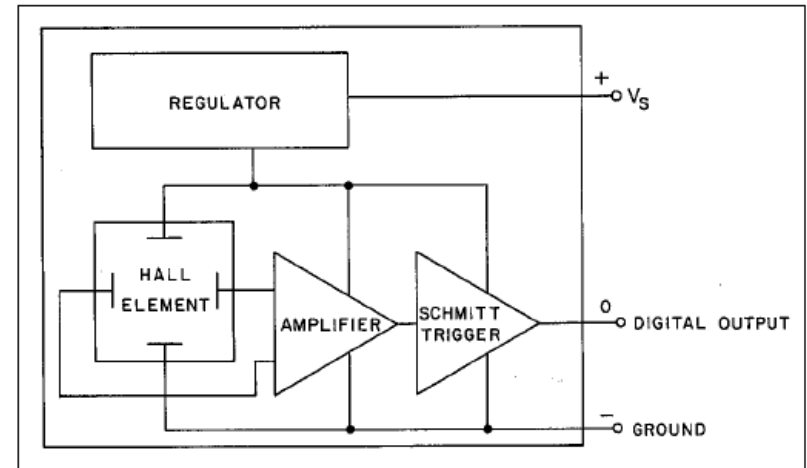 REGULATOR
+
VS
HALL
ELEMENT
AMPLIFIER
SCHMITT
TRIGGER
O
DIGITAL OUTPUT
−
GROUND